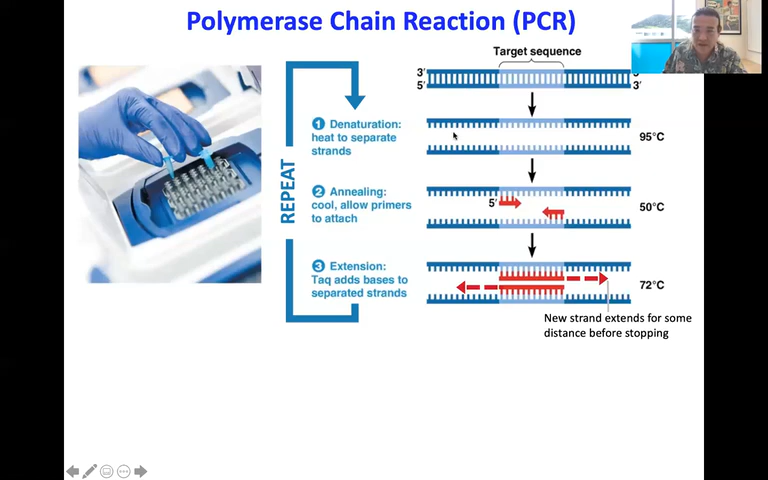 Polymerase Chain Reaction (PCR)
Target sequence
3′
5′
3′
REPEAT
1 Denaturation:
heat to separate
strands
95°C
2 Annealing:
cool, allow primers
to attach
5′
50°C
3 Extension:
Taq adds bases to
separated strands
72°C
New strand extends for some
distance before stopping